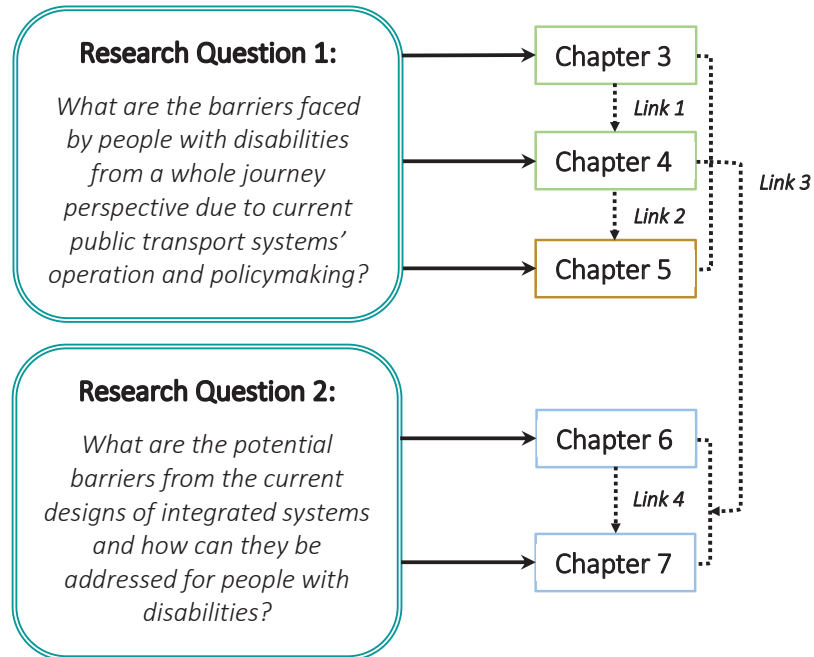 Research Question 1:
What are the barriers faced
by people with disabilities
from a whole journey
perspective due to current
public transport systems’
operation and policymaking?
Chapter 3
Link 1
Chapter 4
Link 2
Chapter 5
Link 3
Research Question 2:
What are the potential
barriers from the current
designs of integrated systems
and how can they be
addressed for people with
disabilities?
Chapter 6
Link 4
Chapter 7